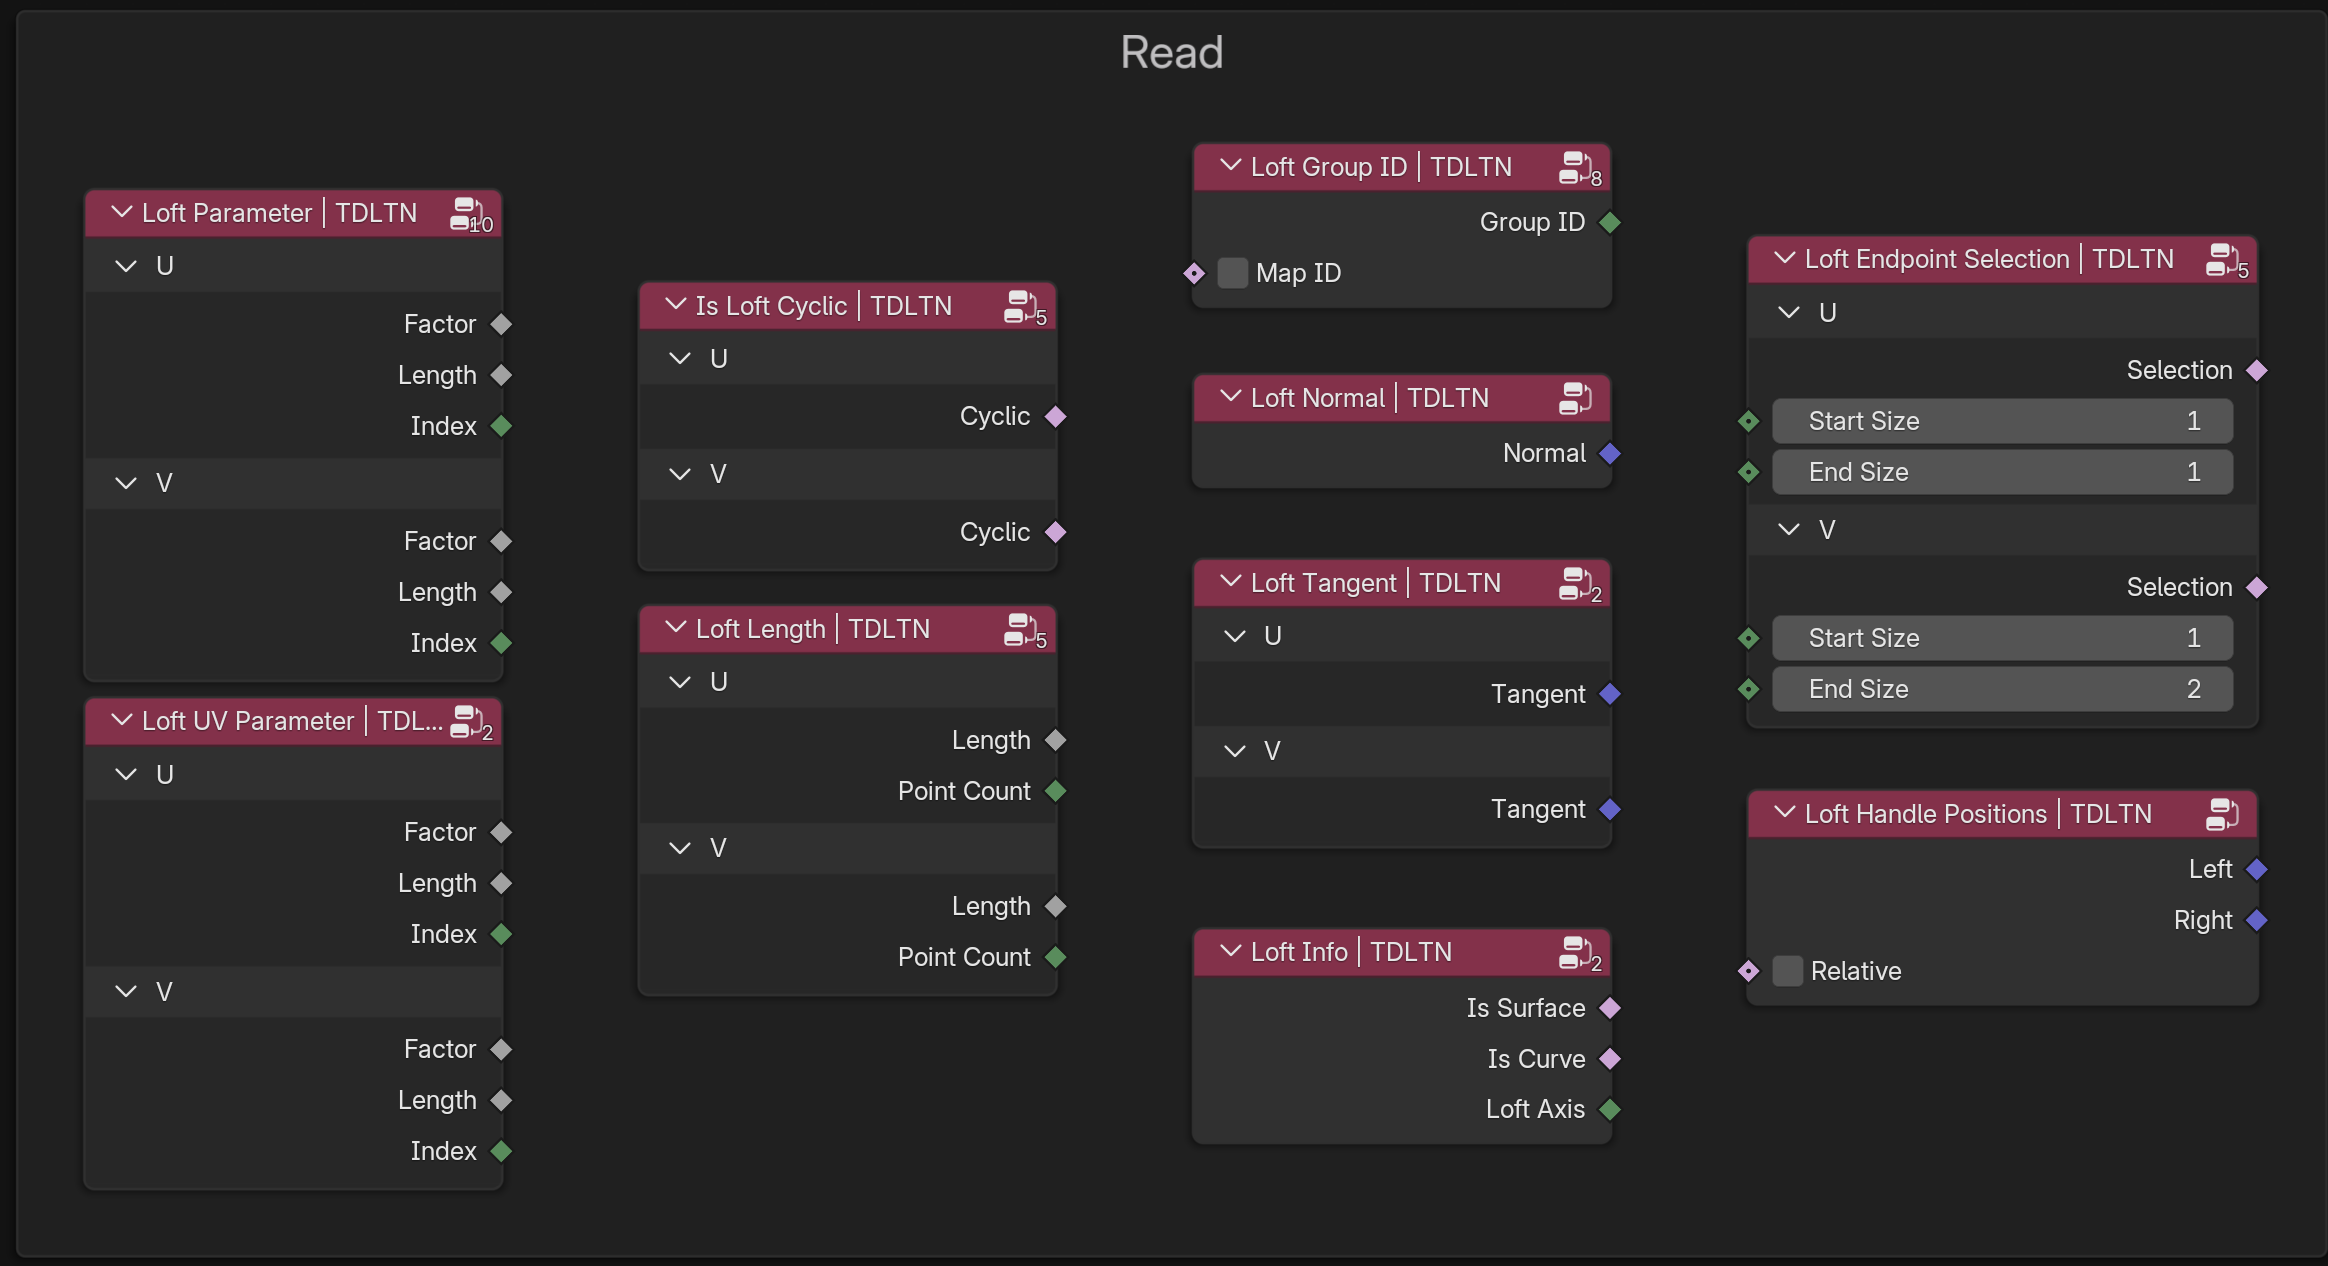 Read
Loft Parameter | TDLTN 10
U
Factor
Length
Index
V
Factor
Length
Index
Loft UV Parameter | TDL... 2
U
Factor
Length
Index
V
Factor
Length
Index
Is Loft Cyclic | TDLTN 5
U
Cyclic
V
Cyclic
Loft Length | TDLTN 5
U
Length
Point Count
V
Length
Point Count
Loft Group ID | TDLTN 8
Group ID
Map ID
Loft Normal | TDLTN
Normal
Loft Tangent | TDLTN 2
U
Tangent
V
Tangent
Loft Info | TDLTN 2
Is Surface
Is Curve
Loft Axis
Loft Endpoint Selection | TDLTN 5
U
Selection
Start Size 1
End Size 1
V
Selection
Start Size 1
End Size 2
Loft Handle Positions | TDLTN
Left
Right
Relative